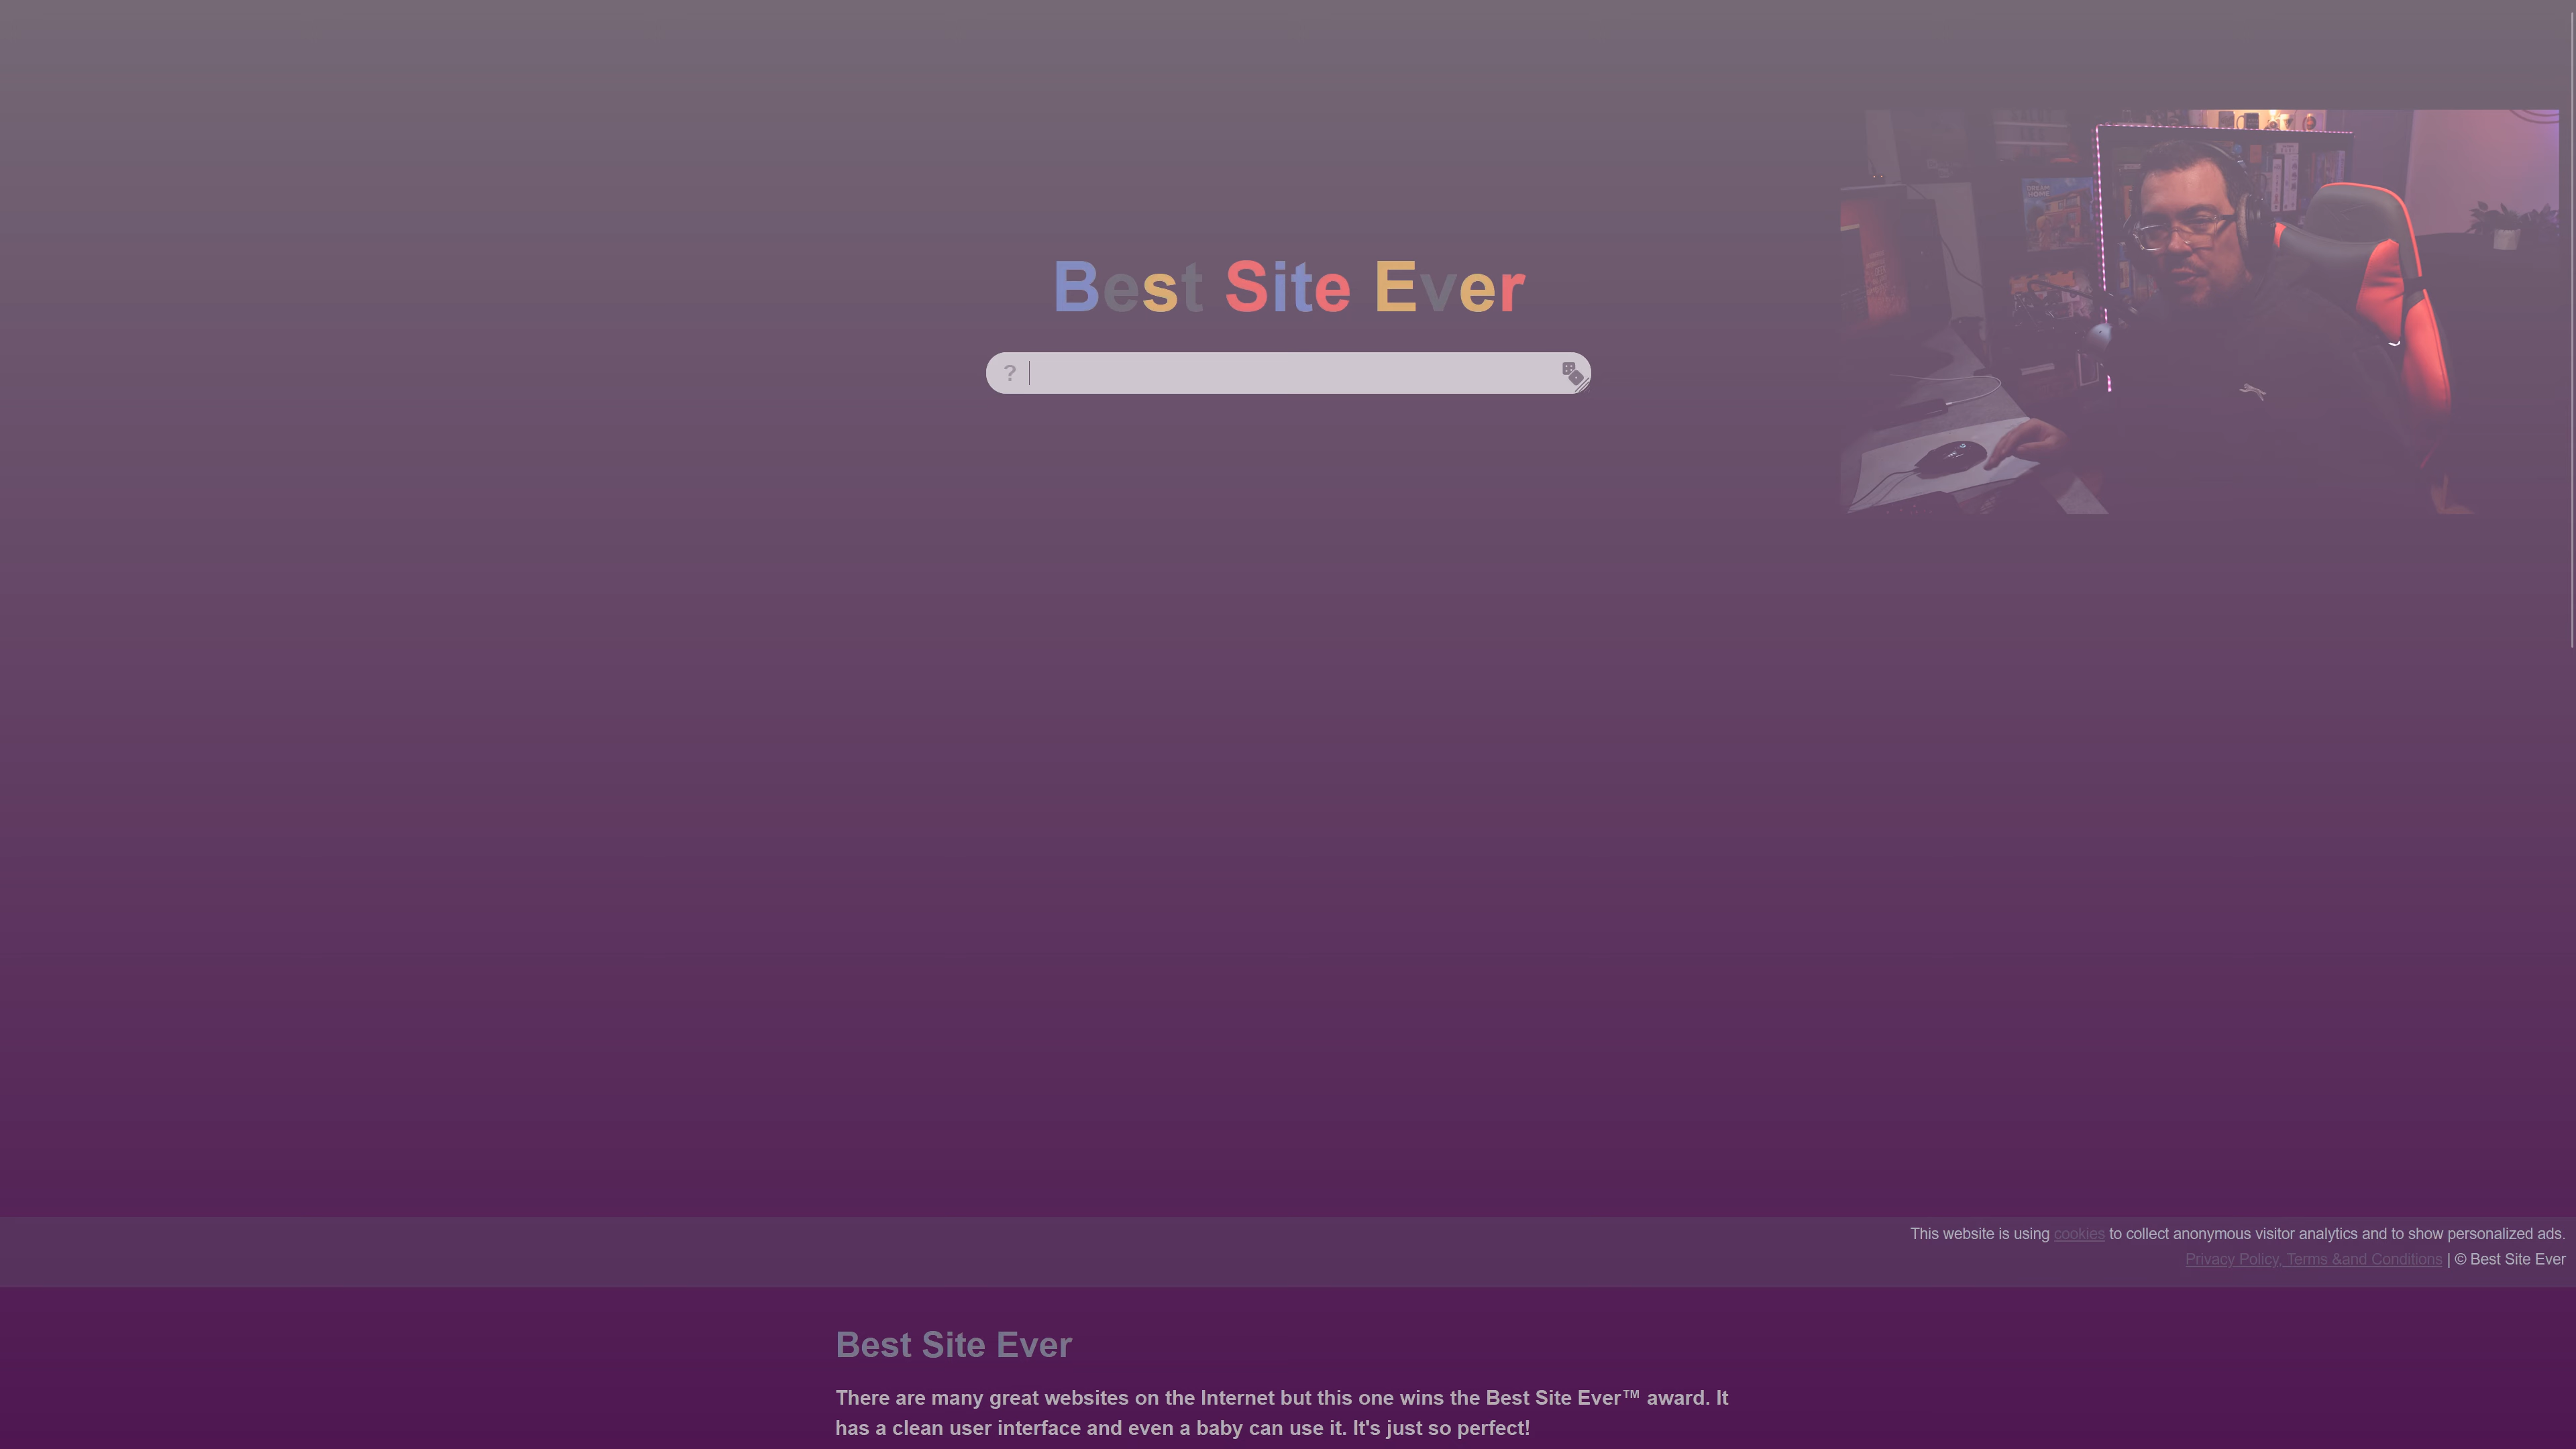 Best Site Ever
?
This website is using cookies to collect anonymous visitor analytics and to show personalized ads.
Privacy Policy, Terms &and Conditions | © Best Site Ever
Best Site Ever
There are many great websites on the Internet but this one wins the Best Site Ever™ award. It
has a clean user interface and even a baby can use it. It's just so perfect!